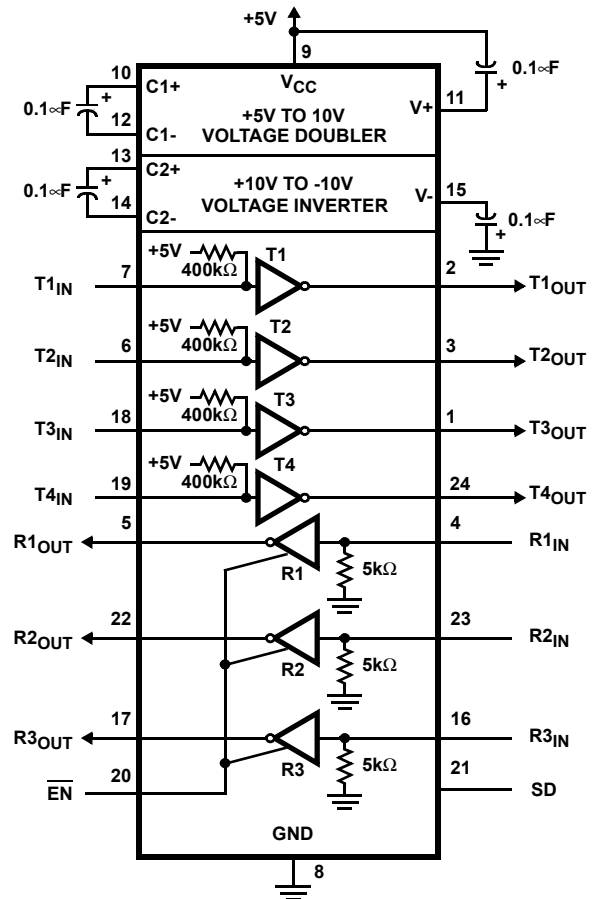 +5V
9
10
C1+
VCC
0.1∝F
+
+5V TO 10V
VOLTAGE DOUBLER
V+
11
+
0.1∝F
12
C1-
13
C2+
0.1∝F
+
+10V TO -10V
VOLTAGE INVERTER
V-
15
14
C2-
+
0.1∝F
+5V
400kΩ
T1
T1IN
7
2
T1OUT
+5V
400kΩ
T2
T2IN
6
3
T2OUT
+5V
400kΩ
T3
T3IN
18
1
T3OUT
+5V
400kΩ
T4
T4IN
19
24
T4OUT
R1OUT
5
4
R1IN
R1
5kΩ
R2OUT
22
23
R2IN
R2
5kΩ
R3OUT
17
16
R3IN
R3
5kΩ
E̅N̅
20
21
SD
GND
8